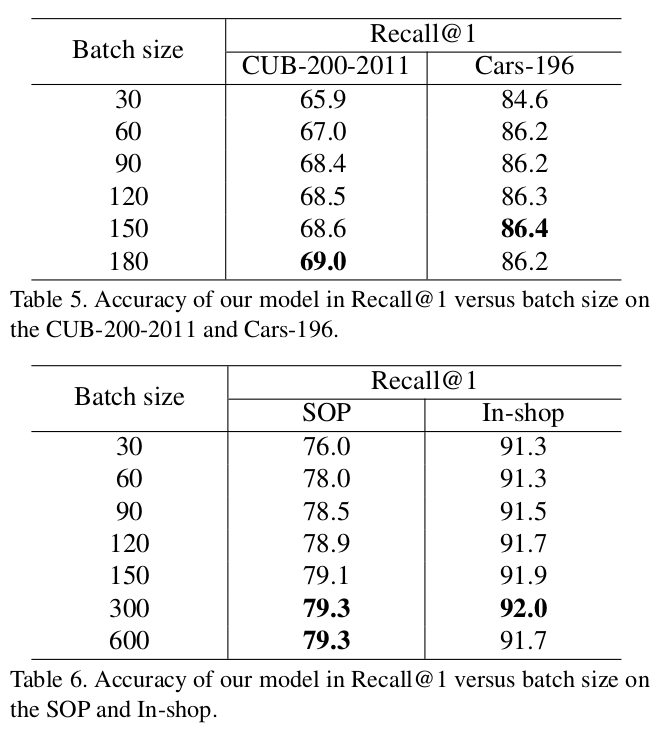 Batch size Recall@1
CUB-200-2011 Cars-196
30 65.9 84.6
60 67.0 86.2
90 68.4 86.2
120 68.5 86.3
150 68.6 86.4
180 69.0 86.2
Table 5. Accuracy of our model in Recall@1 versus batch size on
the CUB-200-2011 and Cars-196.
Batch size Recall@1
SOP In-shop
30 76.0 91.3
60 78.0 91.3
90 78.5 91.5
120 78.9 91.7
150 79.1 91.9
300 79.3 92.0
600 79.3 91.7
Table 6. Accuracy of our model in Recall@1 versus batch size on
the SOP and In-shop.